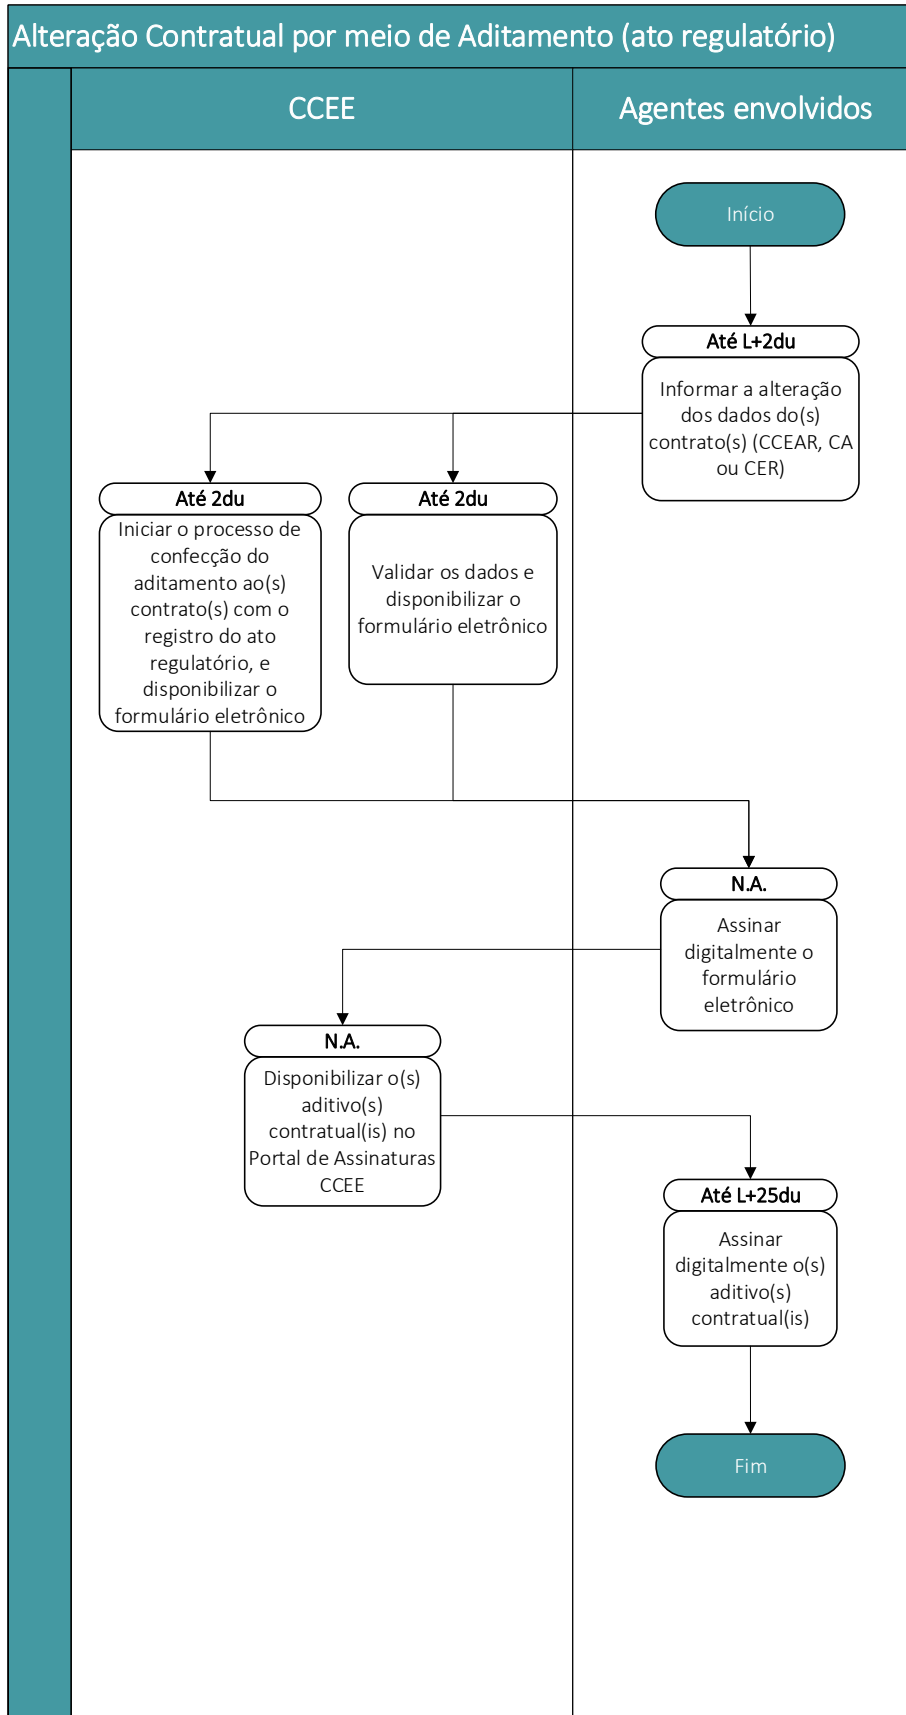 Alteração Contratual por meio de Aditamento (ato regulatório)
CCEE
Agentes envolvidos
Início
Até L+2du
Informar a alteração
dos dados do(s)
contrato(s) (CCEAR, CA
ou CER)
Até 2du
Iniciar o processo de
confecção do
aditamento ao(s)
contrato(s) com o
registro do ato
regulatório, e
disponibilizar o
formulário eletrônico
Até 2du
Validar os dados e
disponibilizar o
formulário eletrônico
N.A.
Assinar
digitalmente o
formulário
eletrônico
N.A.
Disponibilizar o(s)
aditivo(s)
contratual(is) no
Portal de Assinaturas
CCEE
Até L+25du
Assinar
digitalmente o(s)
aditivo(s)
contratual(is)
Fim